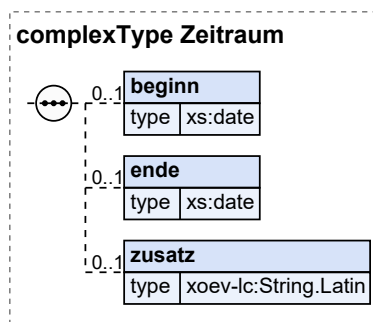 complexType Zeitraum
0..1 beginn
type xs:date
0..1 ende
type xs:date
0..1 zusatz
type xoev-lc:String.Latin